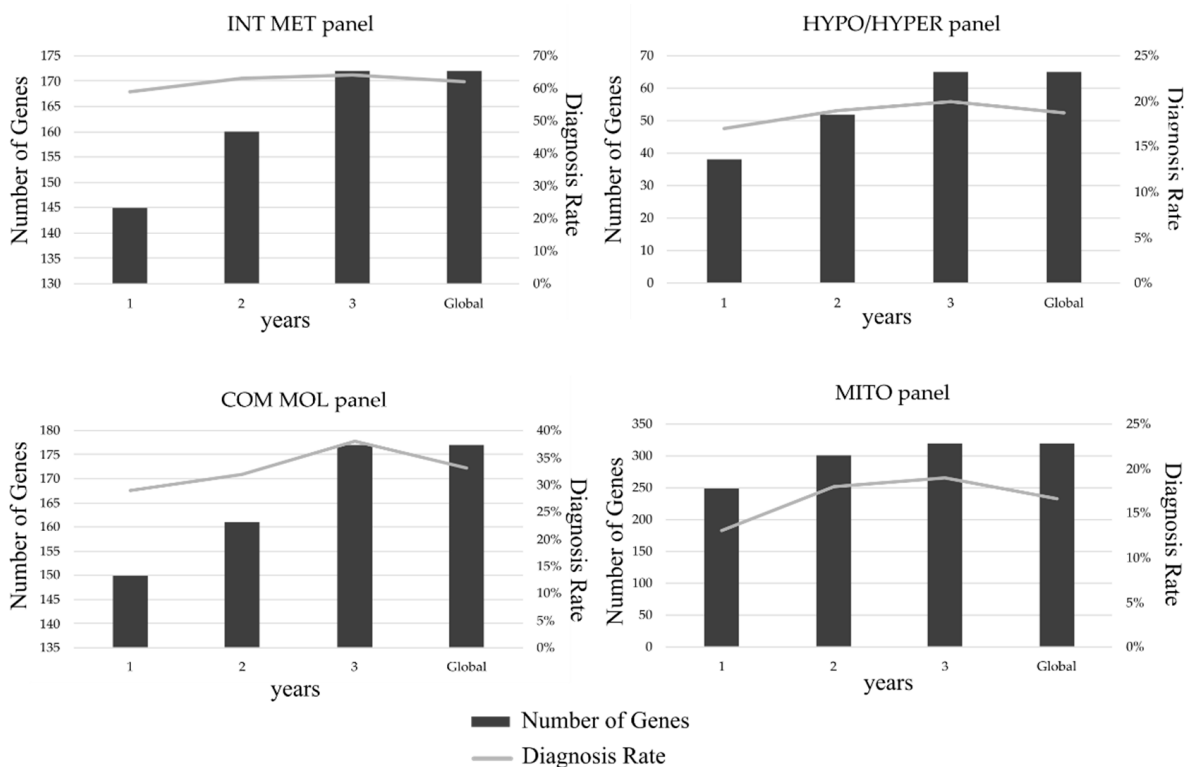 INT MET panel
175
170
165
160
155
150
145
140
135
130
Number of Genes
70%
60%
50%
40%
30%
20%
10%
0%
Diagnosis Rate
1 2 3 Global
years
HYPO/HYPER panel
70
60
50
40
30
20
10
0
Number of Genes
25%
20%
15%
10%
5%
0%
Diagnosis Rate
1 2 3 Global
years
COM MOL panel
180
175
170
165
160
155
150
145
140
135
Number of Genes
40%
35%
30%
25%
20%
15%
10%
5%
0%
Diagnosis Rate
1 2 3 Global
years
MITO panel
350
300
250
200
150
100
50
0
Number of Genes
25%
20%
15%
10%
5%
0%
Diagnosis Rate
1 2 3 Global
years
Number of Genes
Diagnosis Rate